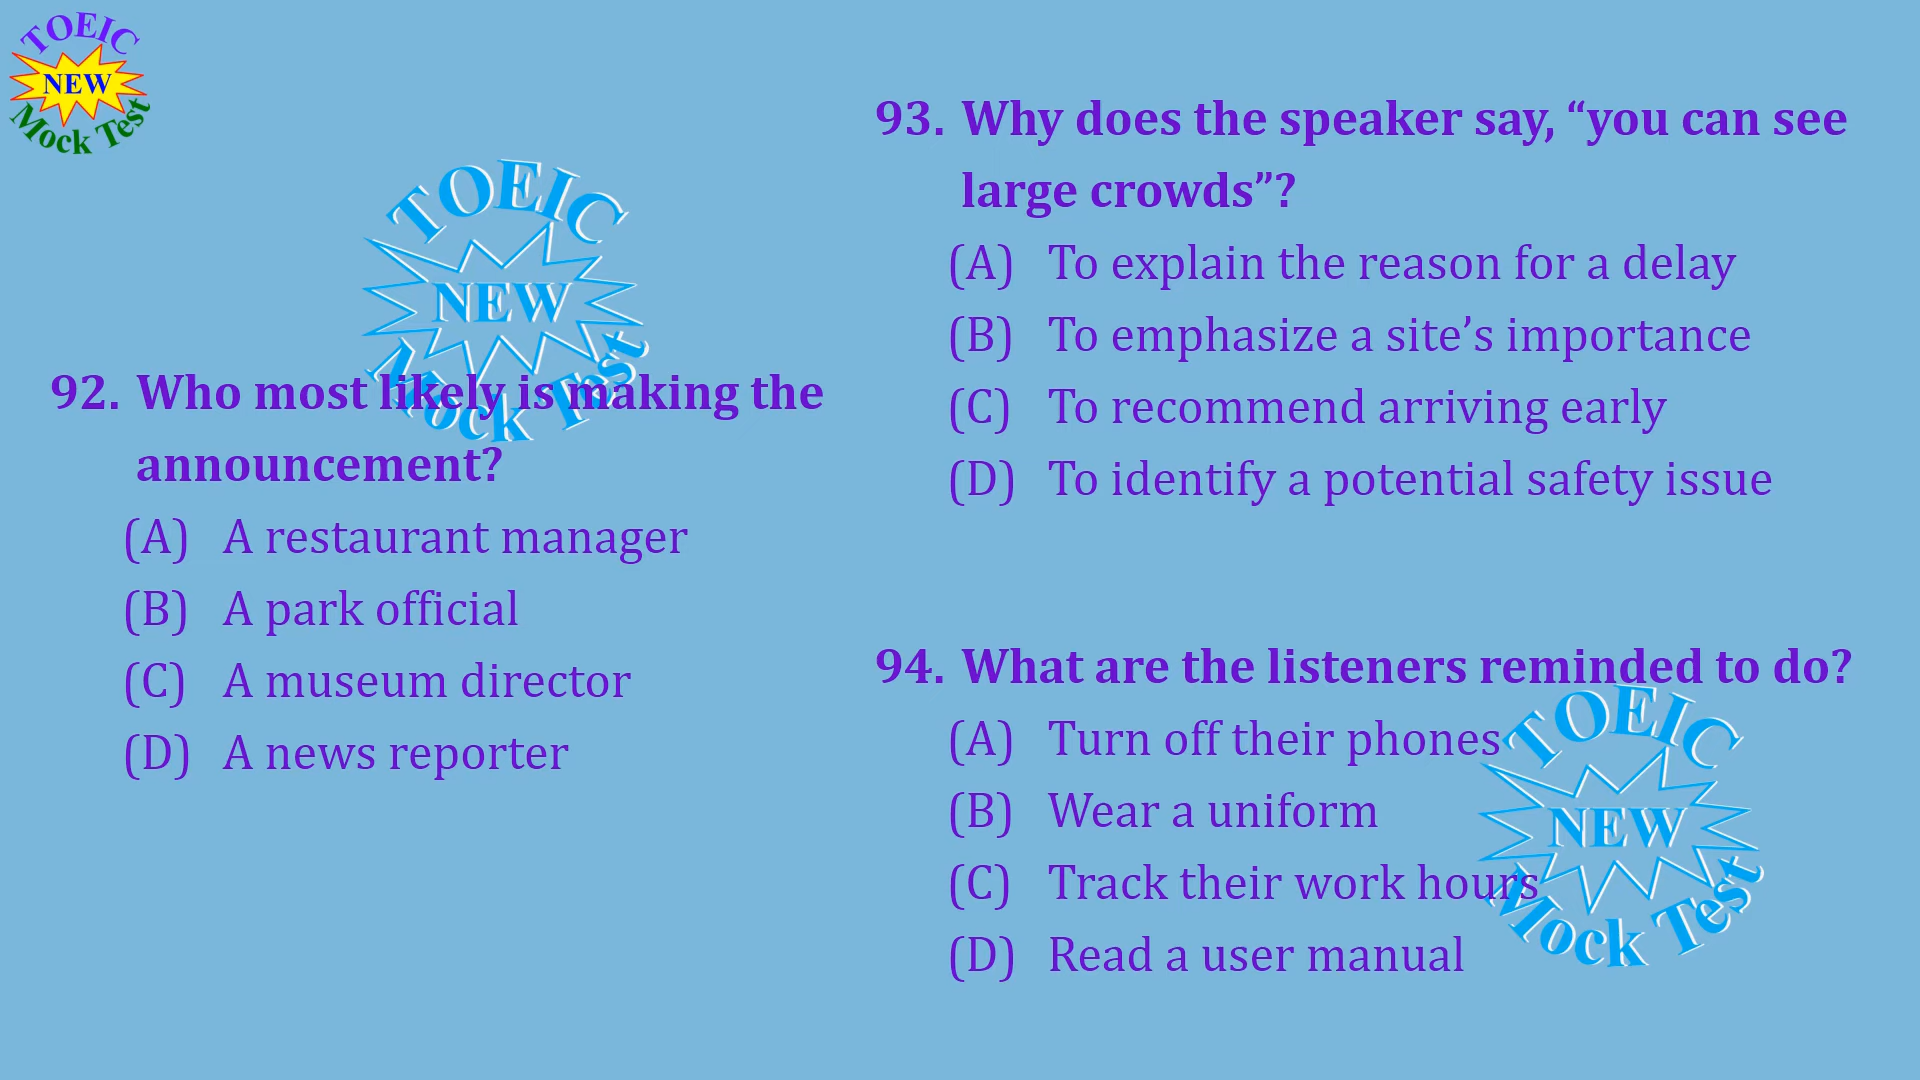 TOEIC
NEW
Mock Test
TOEIC
NEW
Mock Test
92. Who most likely is making the
announcement?
(A) A restaurant manager
(B) A park official
(C) A museum director
(D) A news reporter
93. Why does the speaker say, “you can see
large crowds”?
(A) To explain the reason for a delay
(B) To emphasize a site’s importance
(C) To recommend arriving early
(D) To identify a potential safety issue
94. What are the listeners reminded to do?
(A) Turn off their phones
(B) Wear a uniform
(C) Track their work hours
(D) Read a user manual
TOEIC
NEW
Mock Test